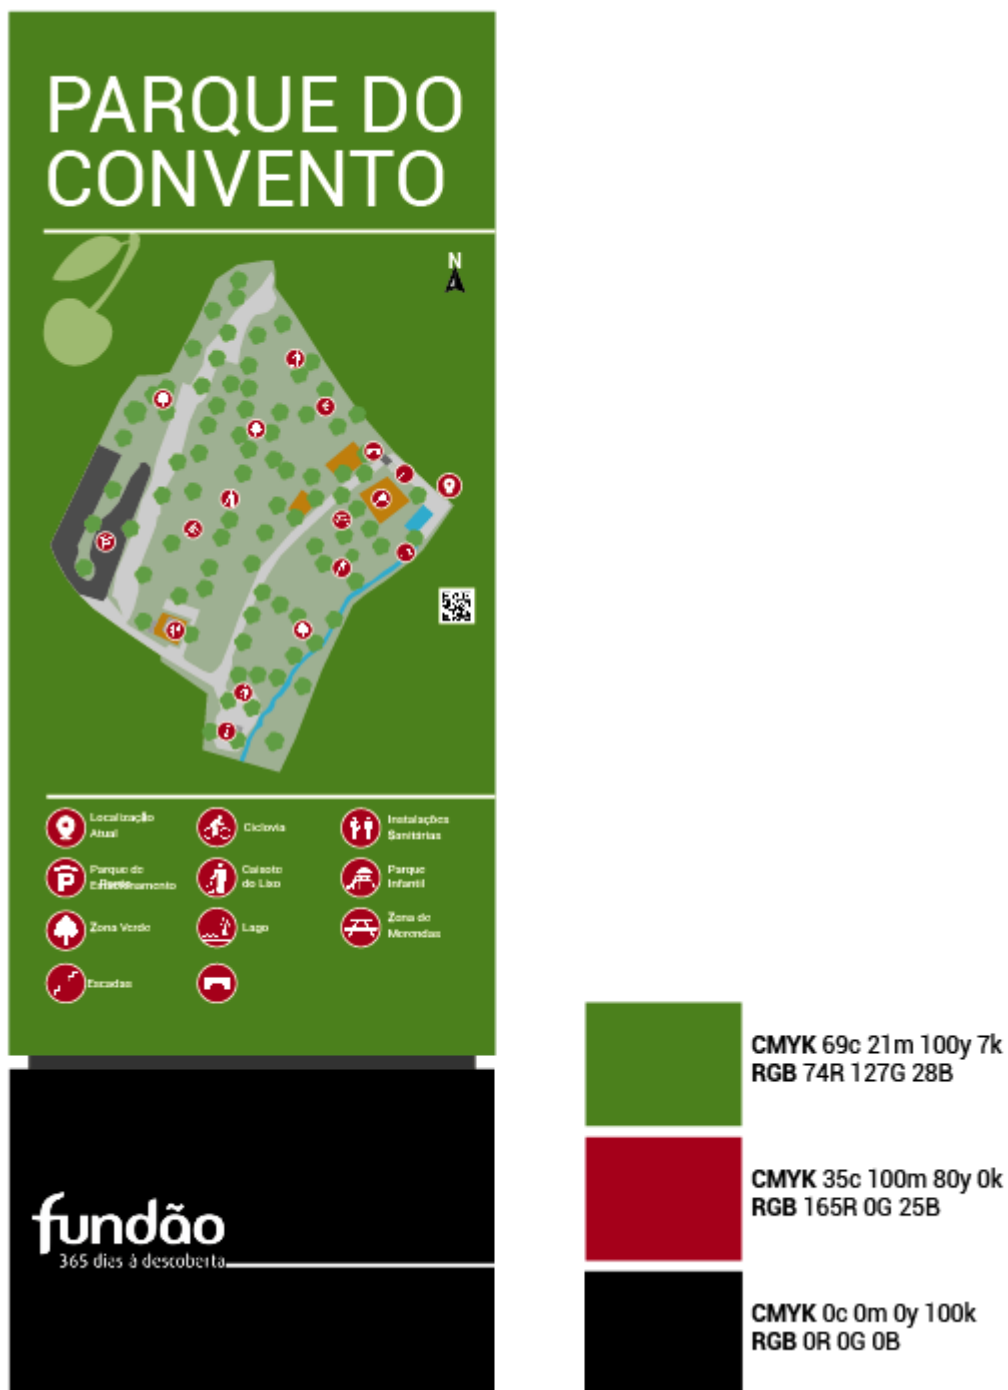 PARQUE DO
CONVENTO
N
Localização
Atual
Ciclovia
Instalações
Sanitárias
P
Parque de
Estacionamento
Caixote
do Lixo
Parque
Infantil
Zona Verde
Lago
Zona de
Merendas
Escadas
fundão
365 dias à descoberta
CMYK 69c 21m 100y 7k
RGB 74R 127G 28B
CMYK 35c 100m 80y 0k
RGB 165R 0G 25B
CMYK 0c 0m 0y 100k
RGB 0R 0G 0B